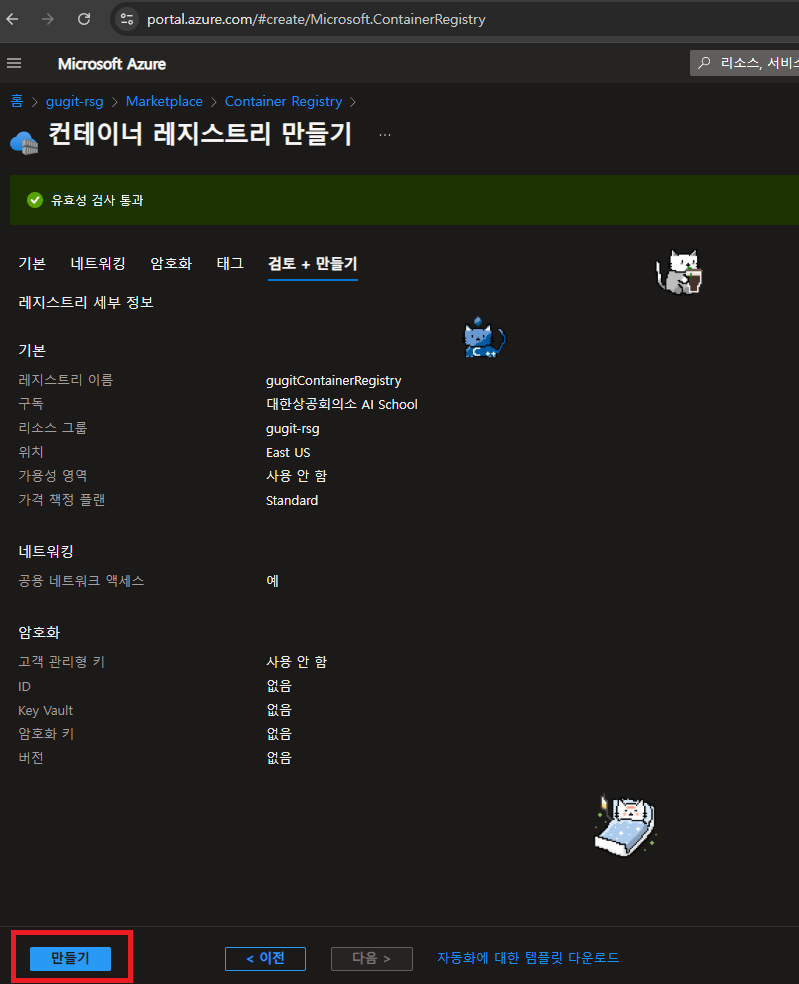 portal.azure.com/#create/Microsoft.ContainerRegistry
Microsoft Azure
리소스, 서비스
홈 > gugit-rsg > Marketplace > Container Registry >
컨테이너 레지스트리 만들기 ...
유효성 검사 통과
기본 네트워킹 암호화 태그 검토 + 만들기
레지스트리 세부 정보
기본
레지스트리 이름 gugitContainerRegistry
구독 대한상공회의소 AI School
리소스 그룹 gugit-rsg
위치 East US
가용성 영역 사용 안 함
가격 책정 플랜 Standard
네트워킹
공용 네트워크 액세스 예
암호화
고객 관리형 키 사용 안 함
ID 없음
Key Vault 없음
암호화 키 없음
버전 없음
만들기 < 이전 다음 > 자동화에 대한 템플릿 다운로드